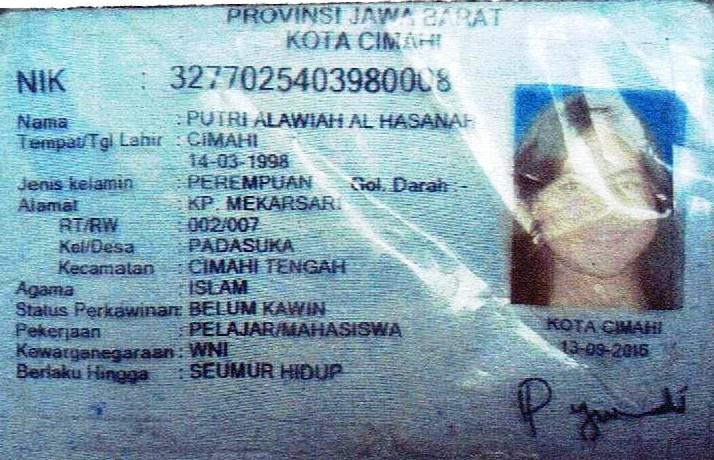 PROVINSI JAWA BARAT
KOTA CIMAHI
NIK : 3277025403980008
Nama : PUTRI ALAWIAH AL HASANAH
Tempat/Tgl Lahir : CIMAHI
14-03-1998
Jenis kelamin : PEREMPUAN Gol. Darah :-
Alamat : KP. MEKARSARI
RT/RW : 002/007
Kel/Desa : PADASUKA
Kecamatan : CIMAHI TENGAH
Agama : ISLAM
Status Perkawinan: BELUM KAWIN
Pekerjaan : PELAJAR/MAHASISWA
Kewarganegaraan: WNI
Berlaku Hingga : SEUMUR HIDUP
KOTA CIMAHI
13-09-2016